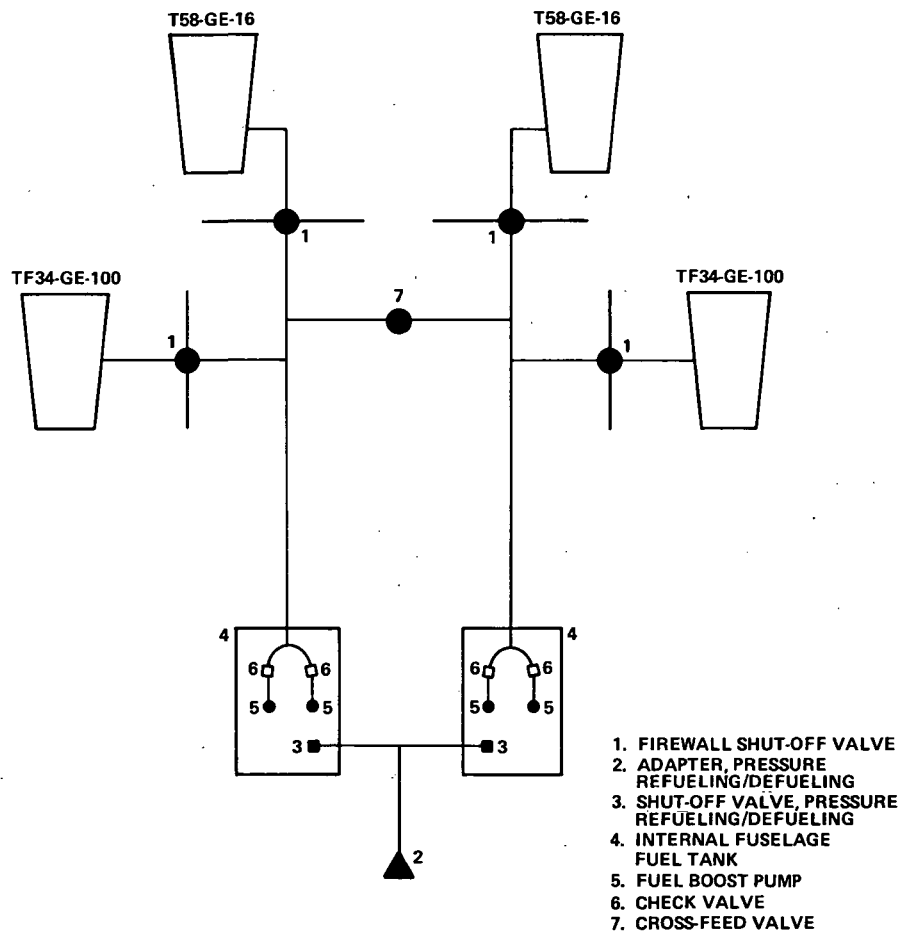 T58-GE-16
T58-GE-16
TF34-GE-100
TF34-GE-100
1
1
7
1
1
4
4
6
6
6
6
5
5
5
5
3
3
2
1. FIREWALL SHUT-OFF VALVE
2. ADAPTER, PRESSURE
REFUELING/DEFUELING
3. SHUT-OFF VALVE, PRESSURE
REFUELING/DEFUELING
4. INTERNAL FUSELAGE
FUEL TANK
5. FUEL BOOST PUMP
6. CHECK VALVE
7. CROSS-FEED VALVE